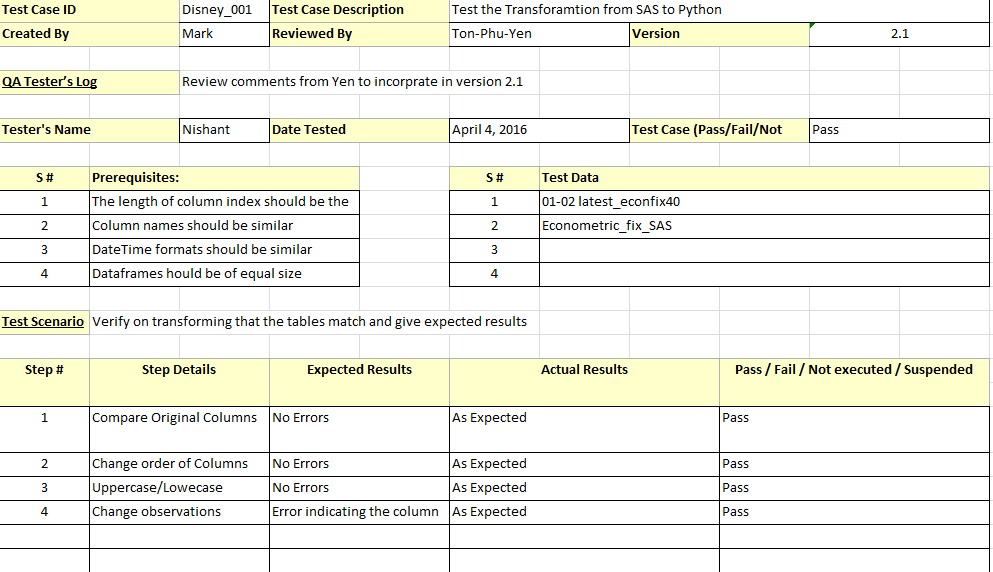 Test Case ID Disney_001 Test Case Description Test the Transforamtion from SAS to Python
Created By Mark Reviewed By Ton-Phu-Yen Version 2.1
QA Tester's Log Review comments from Yen to incorprate in version 2.1
Tester's Name Nishant Date Tested April 4, 2016 Test Case (Pass/Fail/Not Pass
S # Prerequisites: S # Test Data
1 The length of column index should be the 1 01-02 latest_econfix40
2 Column names should be similar 2 Econometric_fix_SAS
3 DateTime formats should be similar 3
4 Dataframes hould be of equal size 4
Test Scenario Verify on transforming that the tables match and give expected results
Step # Step Details Expected Results Actual Results Pass / Fail / Not executed / Suspended
1 Compare Original Columns No Errors As Expected Pass
2 Change order of Columns No Errors As Expected Pass
3 Uppercase/Lowecase No Errors As Expected Pass
4 Change observations Error indicating the column As Expected Pass